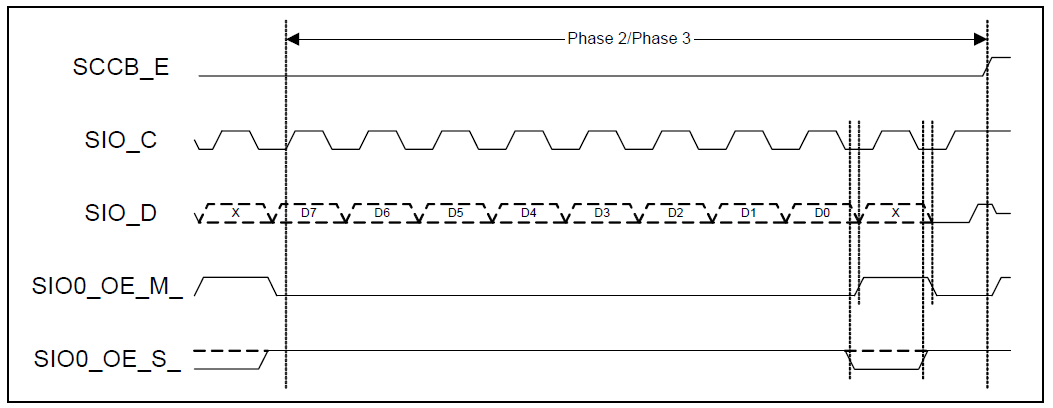 Phase 2/Phase 3
SCCB_E
SIO_C
SIO_D X D7 D6 D5 D4 D3 D2 D1 D0 X
SIO0_OE_M_
SIO0_OE_S_